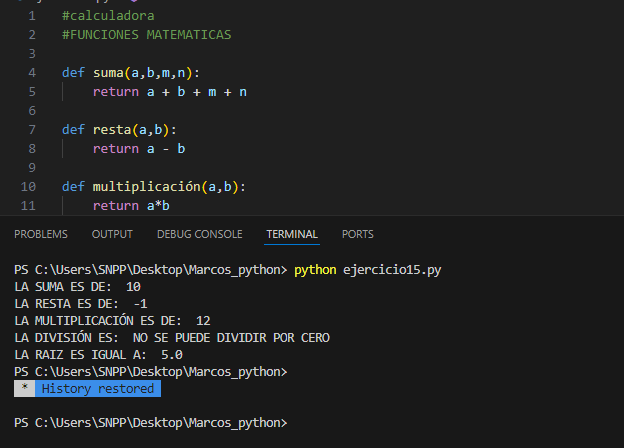 1 #calculadora
2 #FUNCIONES MATEMATICAS
3
4 def suma(a,b,m,n):
5 return a + b + m + n
6
7 def resta(a,b):
8 return a - b
9
10 def multiplicación(a,b):
11 return a*b
PROBLEMS OUTPUT DEBUG CONSOLE TERMINAL PORTS
PS C:\Users\SNPP\Desktop\Marcos_python> python ejercicio15.py
LA SUMA ES DE:  10
LA RESTA ES DE:  -1
LA MULTIPLICACIÓN ES DE:  12
LA DIVISIÓN ES:  NO SE PUEDE DIVIDIR POR CERO
LA RAIZ ES IGUAL A:  5.0
PS C:\Users\SNPP\Desktop\Marcos_python>
* History restored
PS C:\Users\SNPP\Desktop\Marcos_python>